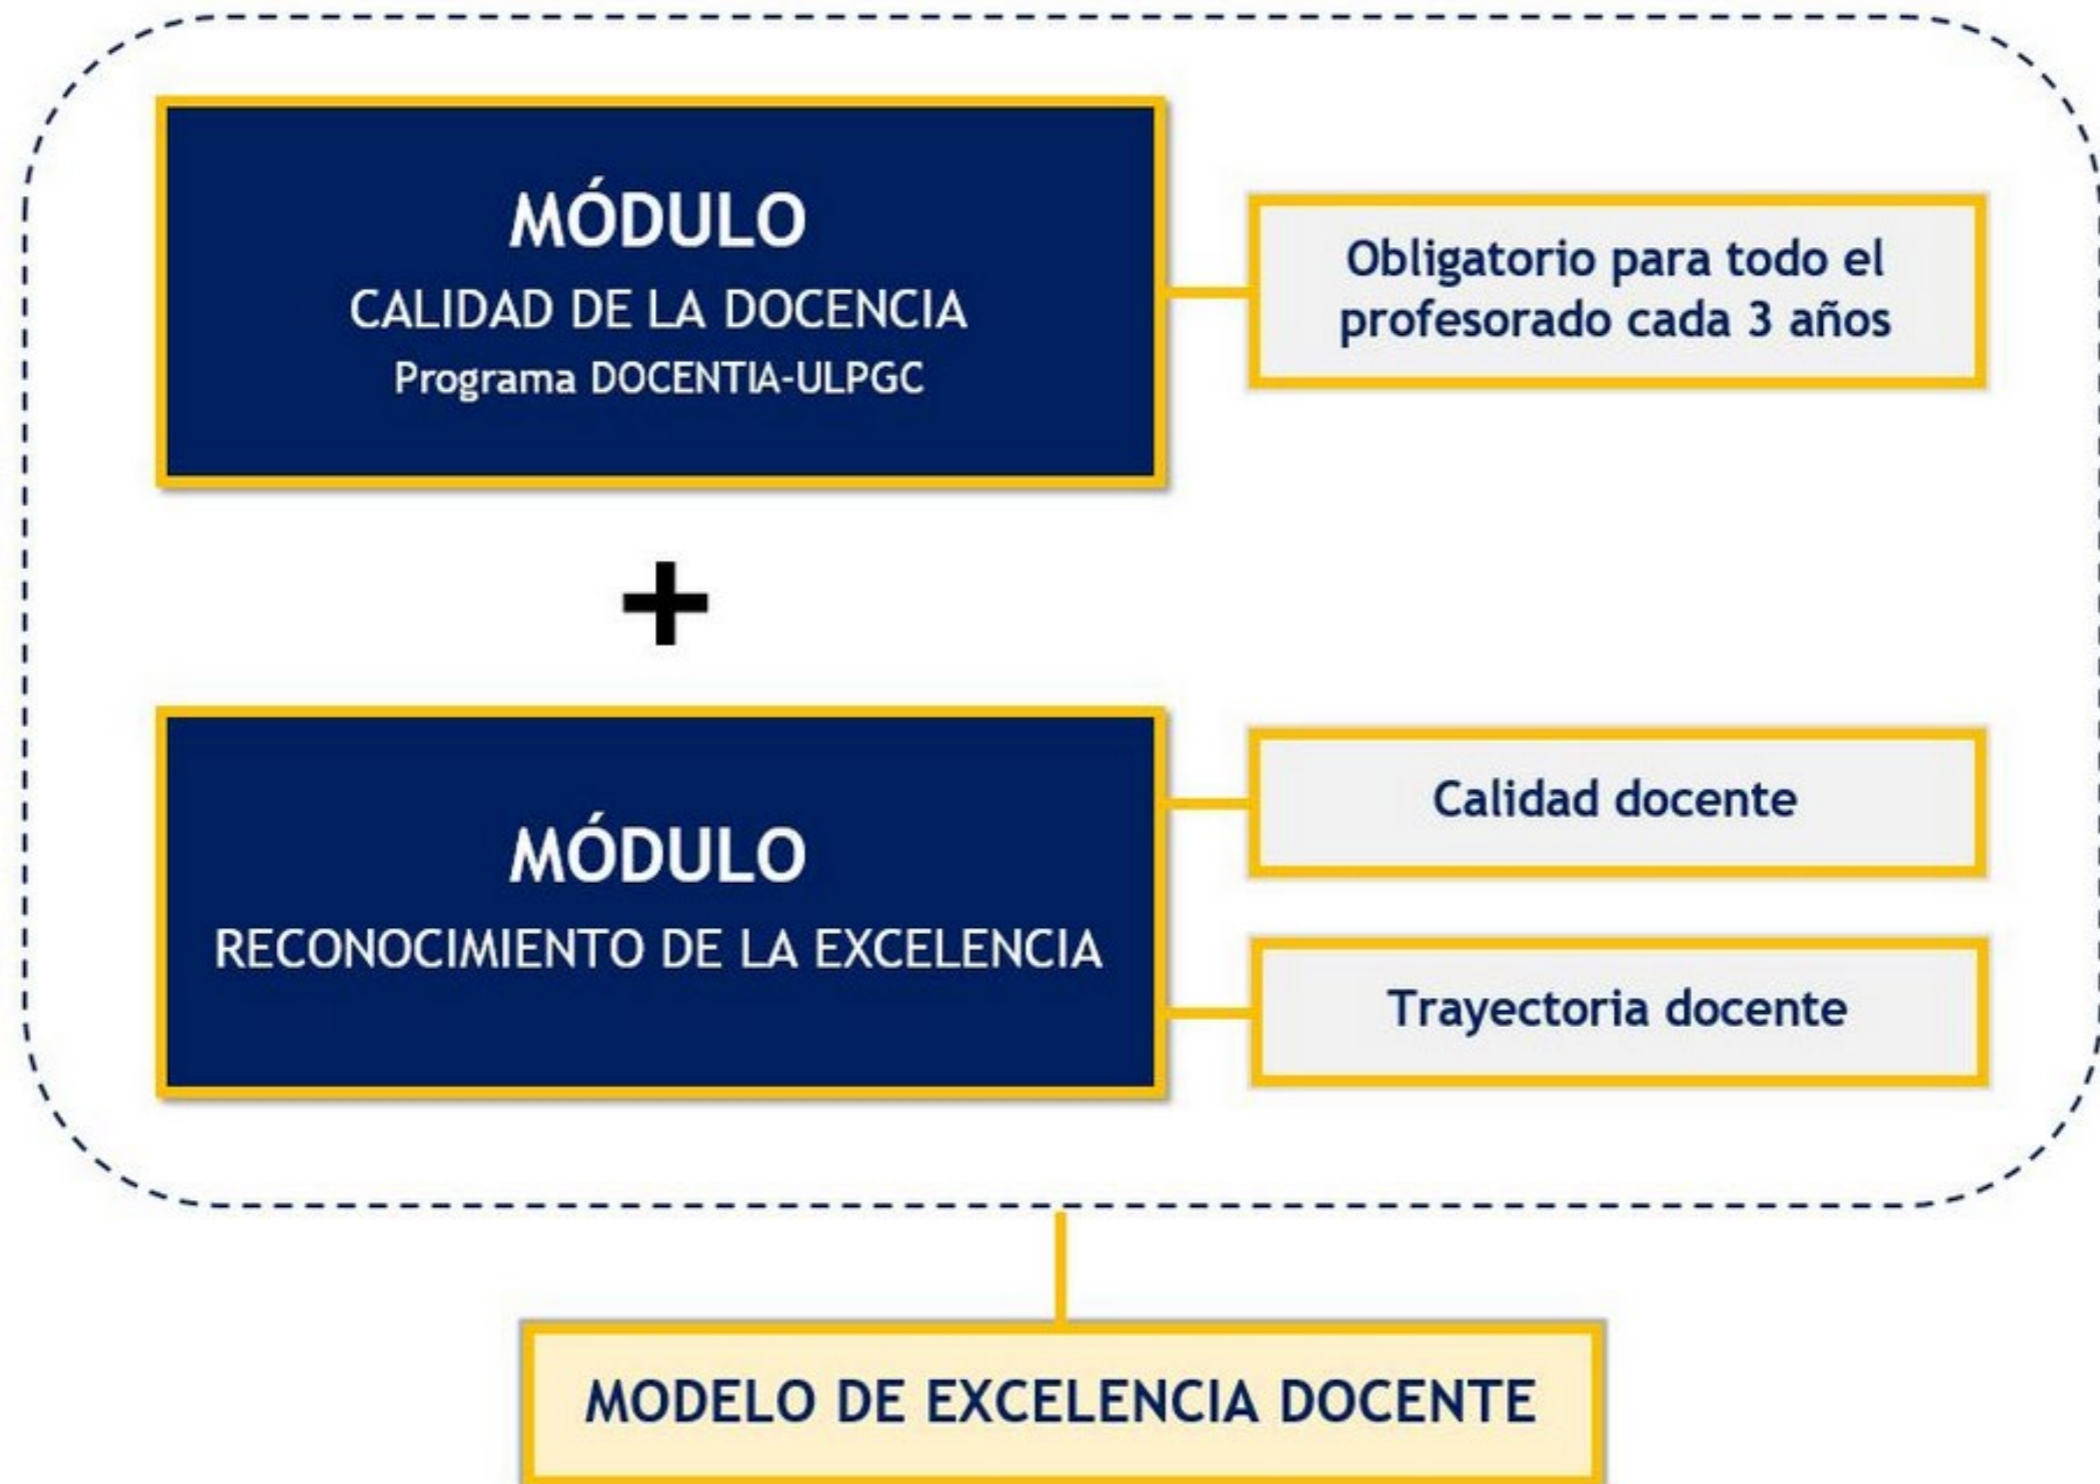 MÓDULO
CALIDAD DE LA DOCENCIA
Programa DOCENTIA-ULPGC
Obligatorio para todo el
profesorado cada 3 años
+
MÓDULO
RECONOCIMIENTO DE LA EXCELENCIA
Calidad docente
Trayectoria docente
MODELO DE EXCELENCIA DOCENTE